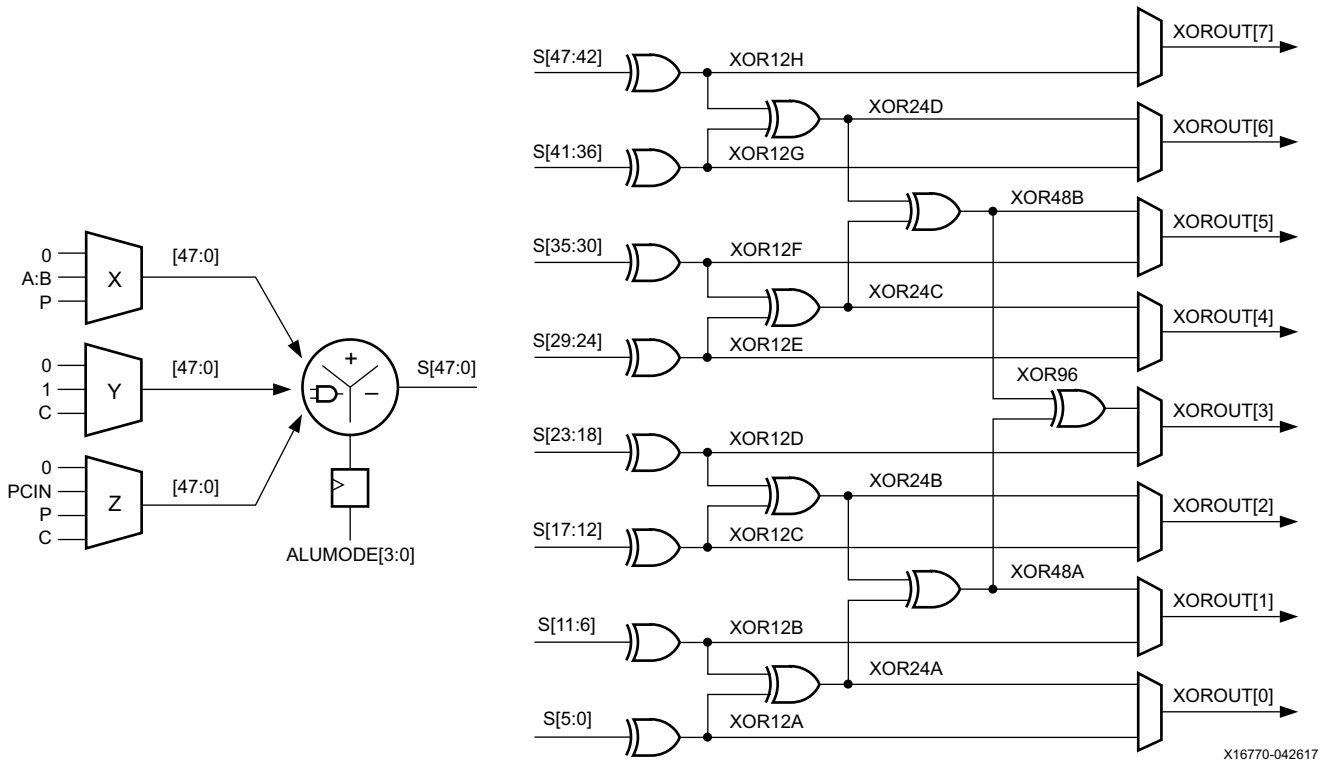 0
A:B
P
X
[47:0]
0
1
C
Y
[47:0]
0
PCIN
P
C
Z
[47:0]
+
−
S[47:0]
ALUMODE[3:0]
S[47:42]
XOR12H
XOROUT[7]
XOR24D
XOROUT[6]
S[41:36]
XOR12G
XOR48B
XOROUT[5]
S[35:30]
XOR12F
XOR24C
XOROUT[4]
S[29:24]
XOR12E
XOR96
XOROUT[3]
S[23:18]
XOR12D
XOR24B
XOROUT[2]
S[17:12]
XOR12C
XOR48A
XOROUT[1]
S[11:6]
XOR12B
XOR24A
XOROUT[0]
S[5:0]
XOR12A
X16770-042617